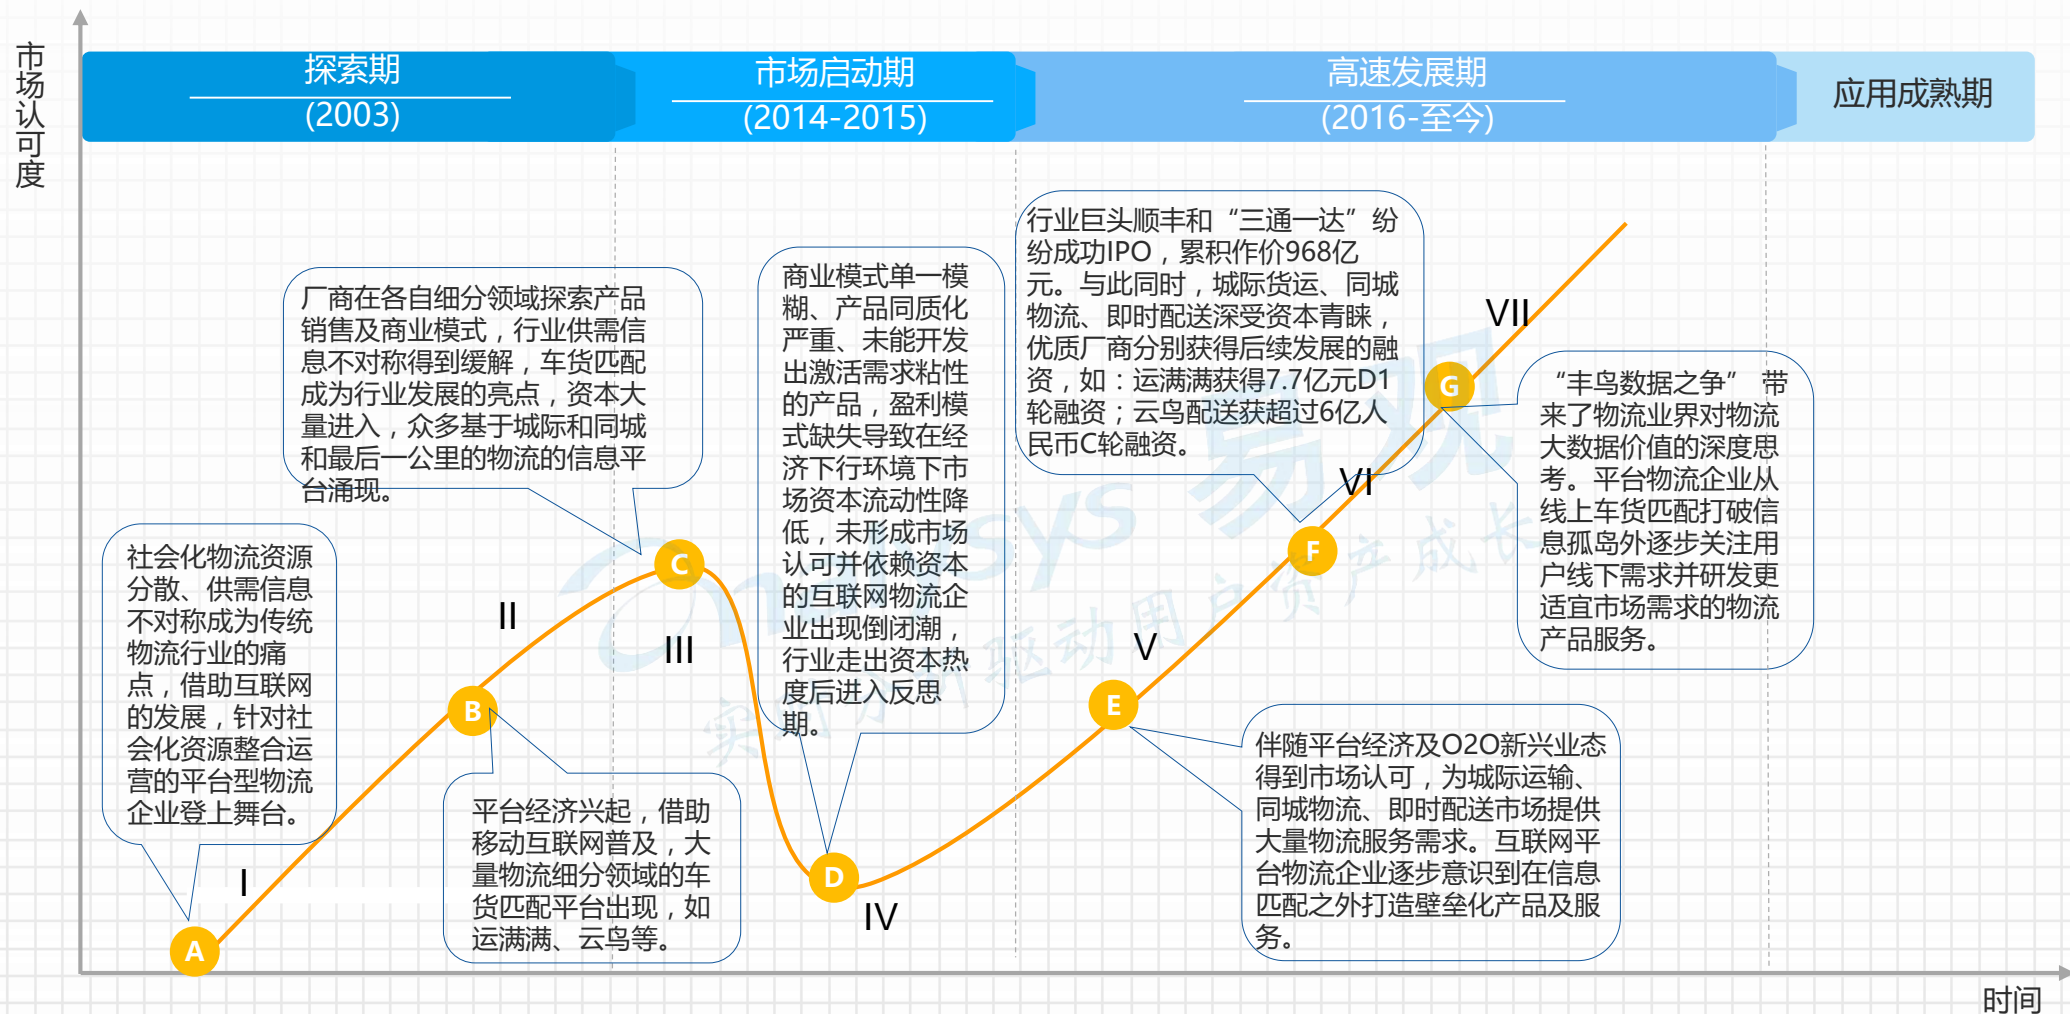 市场认可度
探索期
(2003)
市场启动期
(2014-2015)
高速发展期
(2016-至今)
应用成熟期
行业巨头顺丰和“三通一达”纷
纷成功IPO，累积作价968亿
元。与此同时，城际货运、同城
物流、即时配送深受资本青睐，
优质厂商分别获得后续发展的融
资，如：运满满获得7.7亿元D1
轮融资；云鸟配送获超过6亿人
民币C轮融资。
商业模式单一模
糊、产品同质化
严重、未能开发
出激活需求粘性
的产品，盈利模
式缺失导致在经
济下行环境下市
场资本流动性降
低，未形成市场
认可并依赖资本
的互联网物流企
业出现倒闭潮，
行业走出资本热
度后进入反思
期。
厂商在各自细分领域探索产品
销售及商业模式，行业供需信
息不对称得到缓解，车货匹配
成为行业发展的亮点，资本大
量进入，众多基于城际和同城
和最后一公里的物流的信息平
台涌现。
VII
G
“丰鸟数据之争” 带
来了物流业界对物流
大数据价值的深度思
考。平台物流企业从
线上车货匹配打破信
息孤岛外逐步关注用
户线下需求并研发更
适宜市场需求的物流
产品服务。
VI
F
社会化物流资源
分散、供需信息
不对称成为传统
物流行业的痛
点，借助互联网
的发展，针对社
会化资源整合运
营的平台型物流
企业登上舞台。
C
II
III
V
B
E
平台经济兴起，借助
移动互联网普及，大
量物流细分领域的车
货匹配平台出现，如
运满满、云鸟等。
伴随平台经济及O2O新兴业态
得到市场认可，为城际运输、
同城物流、即时配送市场提供
大量物流服务需求。互联网平
台物流企业逐步意识到在信息
匹配之外打造壁垒化产品及服
务。
I
D
IV
A
时间
nalysys 易观
实时分析驱动用户资产成长